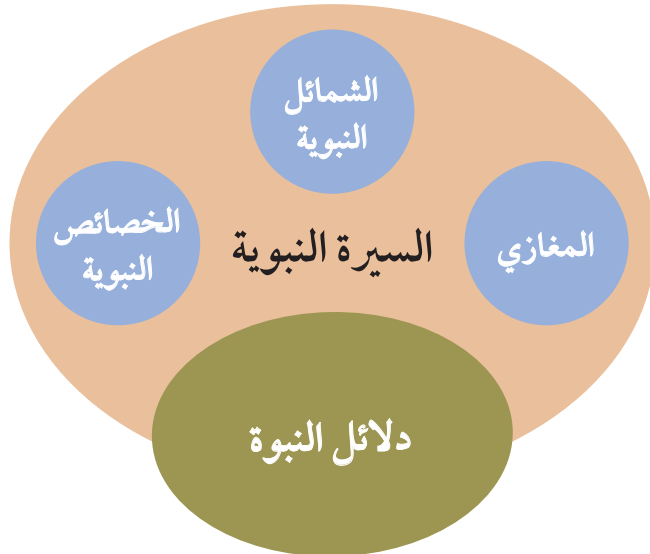 الشمائل
النبوية
المغازي
السيرة النبوية
الخصائص
النبوية
دلائل النبوة